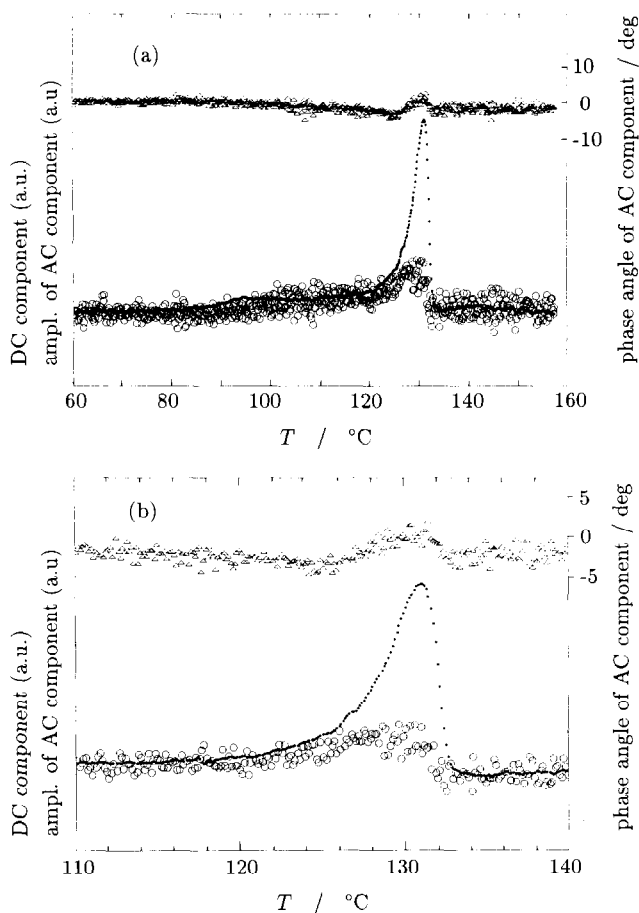 (a)
10
0
-10
DC component (a.u.)
ampl. of AC component (a.u)
phase angle of AC component / deg
60 80 100 120 140 160
T / °C
(b)
5
0
-5
DC component (a.u.)
ampl. of AC component (a.u)
phase angle of AC component / deg
110 120 130 140
T / °C